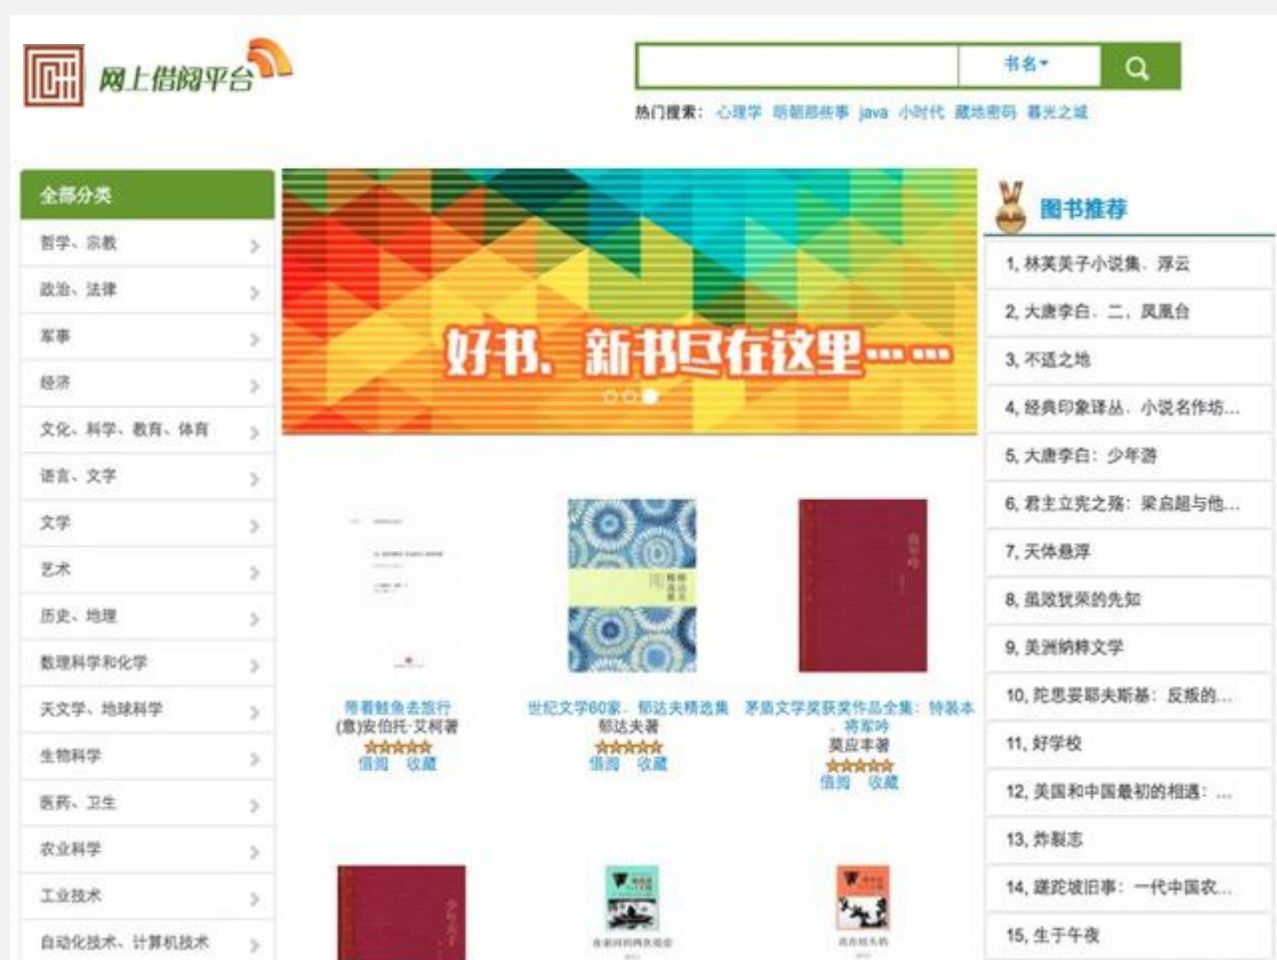 网上借阅平台
书名
热门搜索： 心理学 明朝那些事 java 小时代 藏地密码 暮光之城
全部分类
哲学、宗教
政治、法律
军事
经济
文化、科学、教育、体育
语言、文字
文学
艺术
历史、地理
数理科学和化学
天文学、地球科学
生物科学
医药、卫生
农业科学
工业技术
自动化技术、计算机技术
好书、新书尽在这里……
带着鲑鱼去旅行
(意)安伯托·艾柯著
借阅 收藏
世纪文学60家．郁达夫精选集
郁达夫著
借阅 收藏
茅盾文学奖获奖作品全集：特装本
．将军吟
莫应丰著
借阅 收藏
图书推荐
1, 林芙美子小说集．浮云
2, 大唐李白．二，凤凰台
3, 不适之地
4, 经典印象译丛．小说名作坊...
5, 大唐李白：少年游
6, 君主立宪之殇：梁启超与他...
7, 天体悬浮
8, 虽败犹荣的先知
9, 美洲纳粹文学
10, 陀思妥耶夫斯基：反叛的...
11, 好学校
12, 美国和中国最初的相遇：...
13, 炸裂志
14, 蹉跎坡旧事：一代中国农...
15, 生于午夜